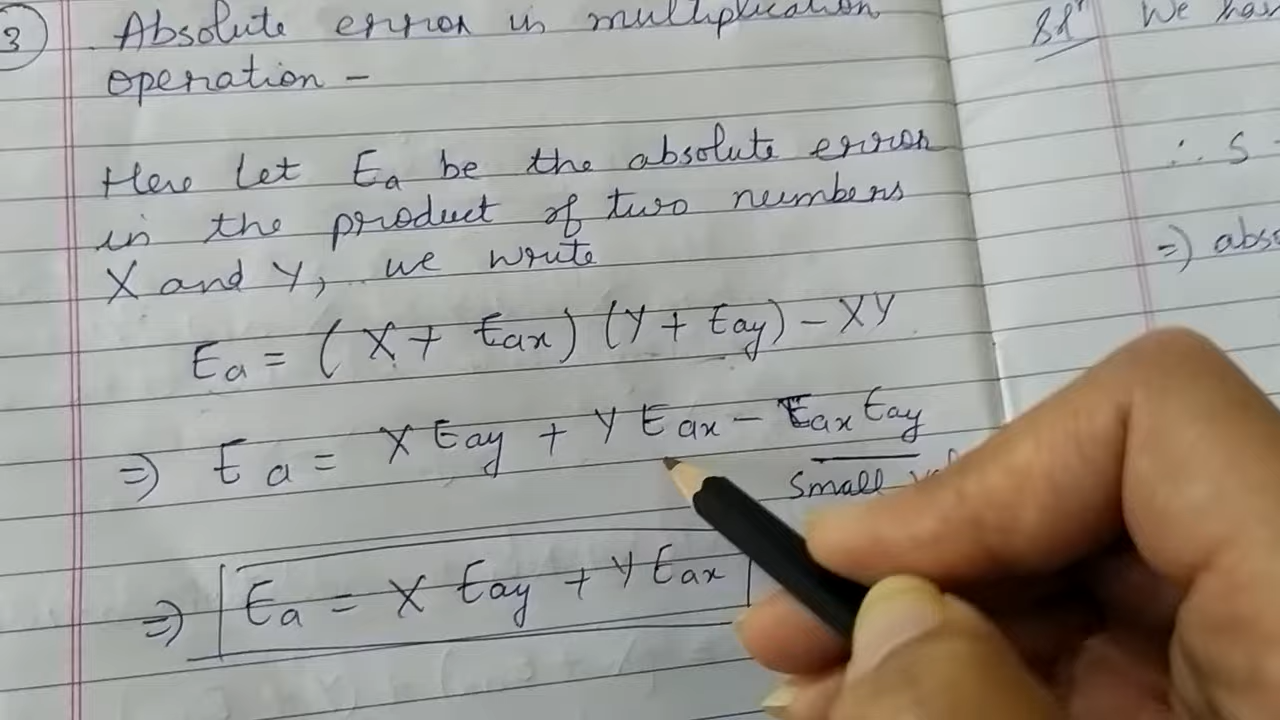 3 Absolute error in multiplication
operation -
Here Let Ea be the absolute error
in the product of two numbers
X and Y, we write
Ea = (X + Eax) (Y + Eay) - XY
=> Ea = X Eay + Y Eax - Eax Eay
Small
=> Ea = X Eay + Y Eax
We
∴ S
=>